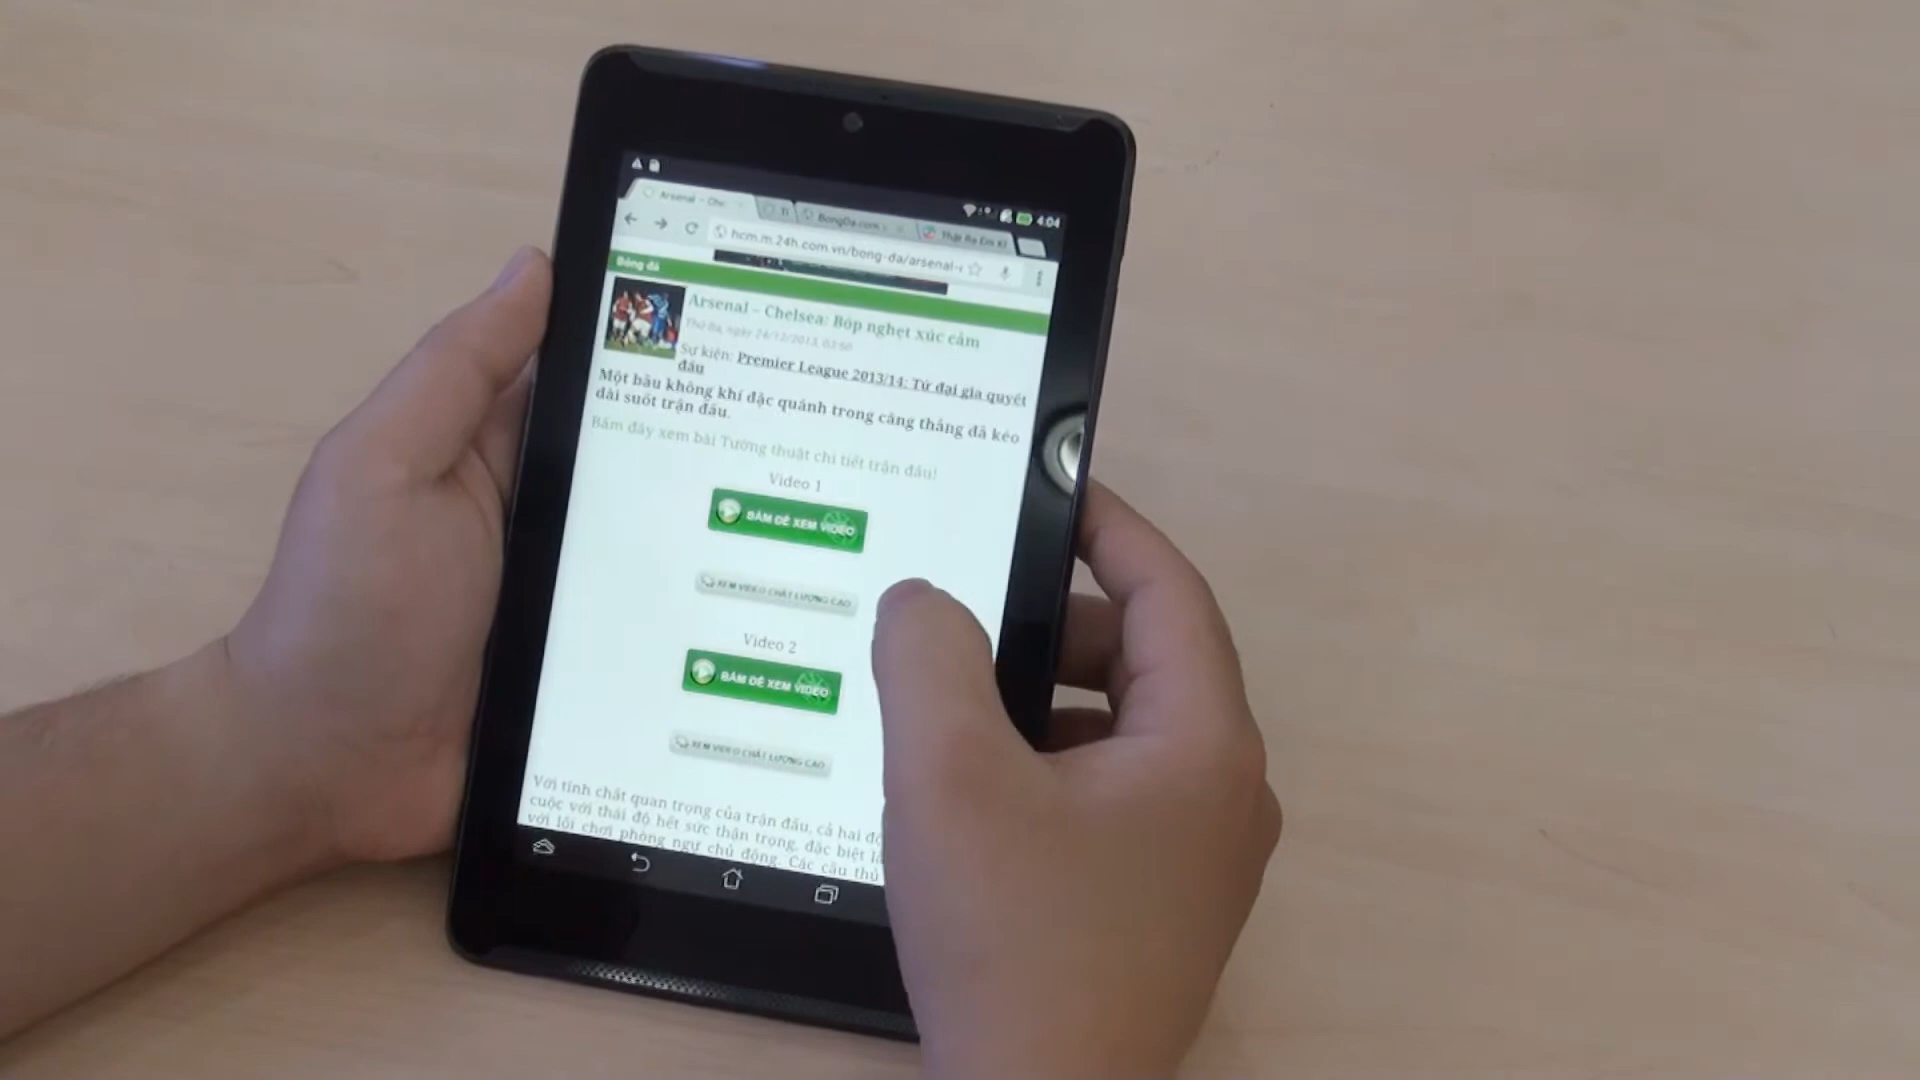 4:04
Arsenal – Che
BongDa.com.v
Thật Ra Em Kl
hcm.m.24h.com.vn/bong-da/arsenal-v
Bóng đá
Arsenal – Chelsea: Bóp nghẹt xúc cảm
Thứ Ba, ngày 24/12/2013, 03:50
Sự kiện: Premier League 2013/14: Tứ đại gia quyết
đấu
Một bầu không khí đặc quánh trong căng thẳng đã kéo
dài suốt trận đấu.
Bấm đây xem bài Tường thuật chi tiết trận đấu!
Video 1
BẤM ĐỂ XEM VIDEO
XEM VIDEO CHẤT LƯỢNG CAO
Video 2
BẤM ĐỂ XEM VIDEO
XEM VIDEO CHẤT LƯỢNG CAO
Với tính chất quan trọng của trận đấu, cả hai độ
cuộc với thái độ hết sức thận trọng, đặc biệt là
với lối chơi phòng ngự chủ động. Các cầu thủ